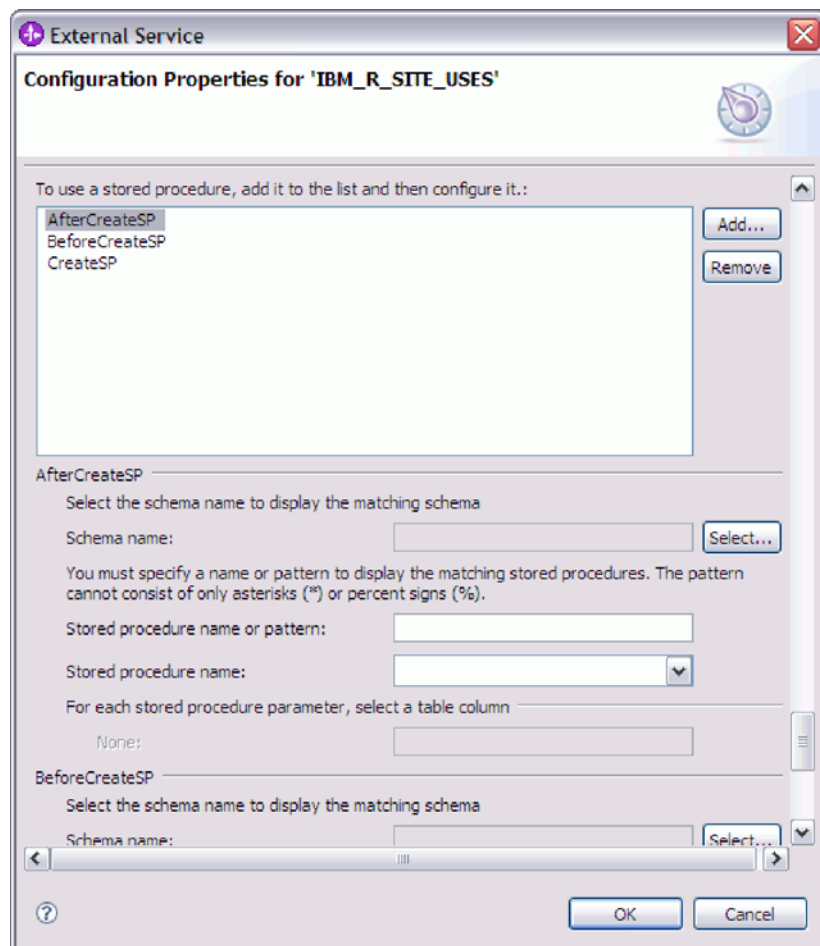 External Service
Configuration Properties for 'IBM_R_SITE_USES'
To use a stored procedure, add it to the list and then configure it.:
AfterCreateSP
BeforeCreateSP
CreateSP
Add...
Remove
AfterCreateSP
Select the schema name to display the matching schema
Schema name:
Select...
You must specify a name or pattern to display the matching stored procedures. The pattern
cannot consist of only asterisks (*) or percent signs (%).
Stored procedure name or pattern:
Stored procedure name:
For each stored procedure parameter, select a table column
None:
BeforeCreateSP
Select the schema name to display the matching schema
Schema name:
Select...
OK
Cancel